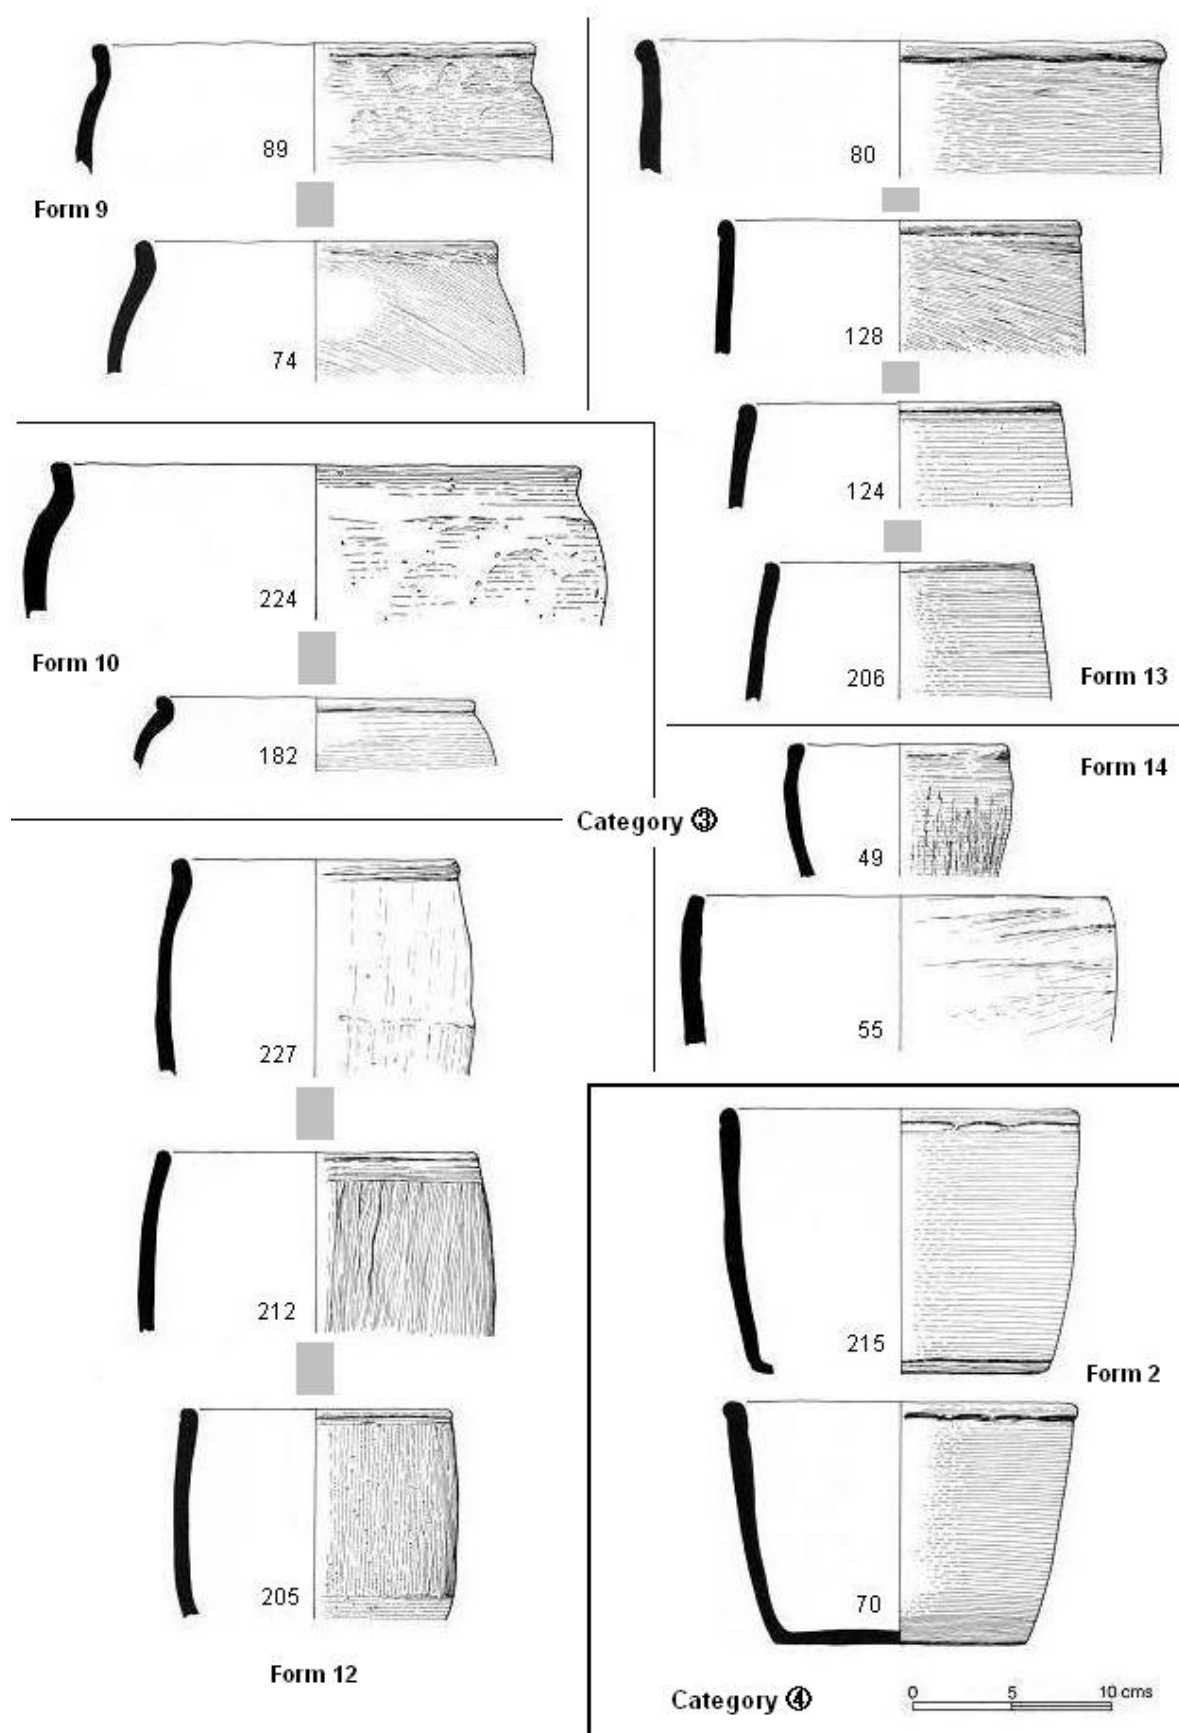 89
Form 9
74
224
Form 10
182
Category ③
227
212
205
Form 12
80
128
124
206
Form 13
Form 14
49
55
215
Form 2
70
Category ④
0 5 10 cms